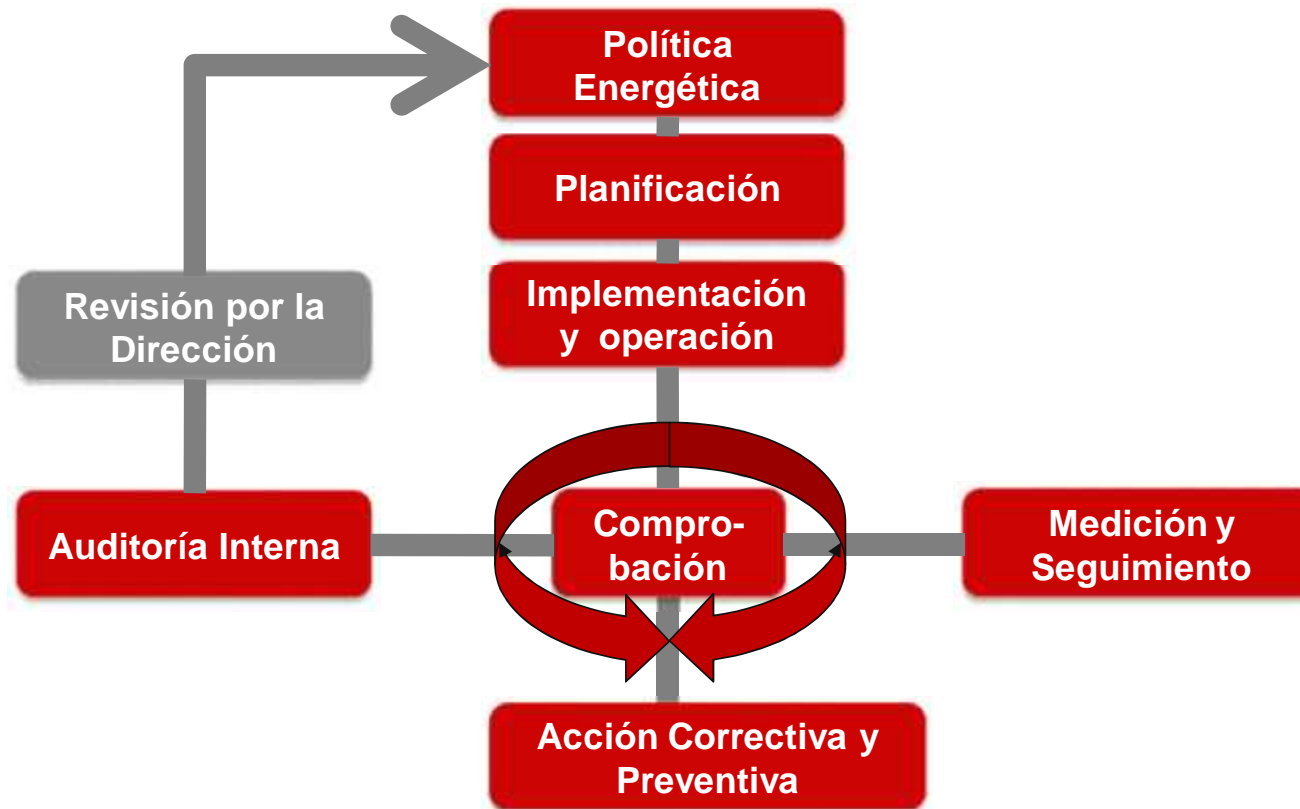 Política
Energética
Planificación
Implementación
y operación
Revisión por la
Dirección
Auditoría Interna
Compro-
bación
Medición y
Seguimiento
Acción Correctiva y
Preventiva